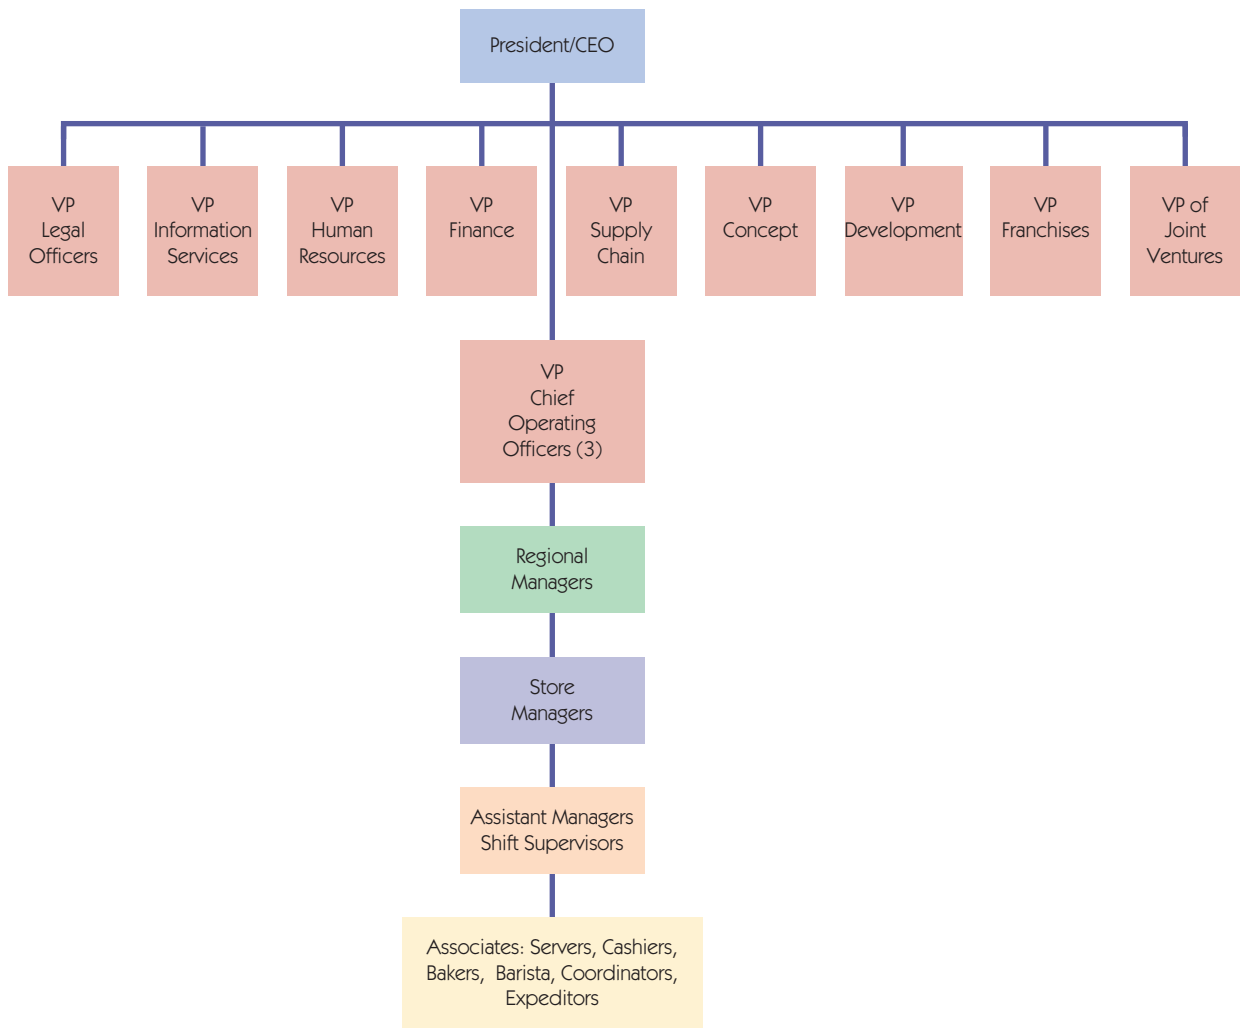 President/CEO
VP
Legal
Officers
VP
Information
Services
VP
Human
Resources
VP
Finance
VP
Supply
Chain
VP
Concept
VP
Development
VP
Franchises
VP of
Joint
Ventures
VP
Chief
Operating
Officers (3)
Regional
Managers
Store
Managers
Assistant Managers
Shift Supervisors
Associates: Servers, Cashiers,
Bakers, Barista, Coordinators,
Expeditors